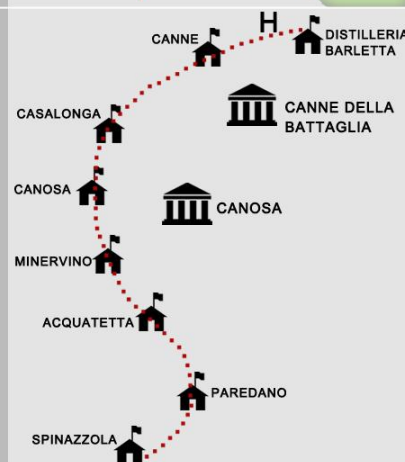 H
CANNE
DISTILLERIA
BARLETTA
CANNE DELLA
BATTAGLIA
CASALONGA
CANOSA
CANOSA
MINERVINO
ACQUATETTA
PAREDANO
SPINAZZOLA